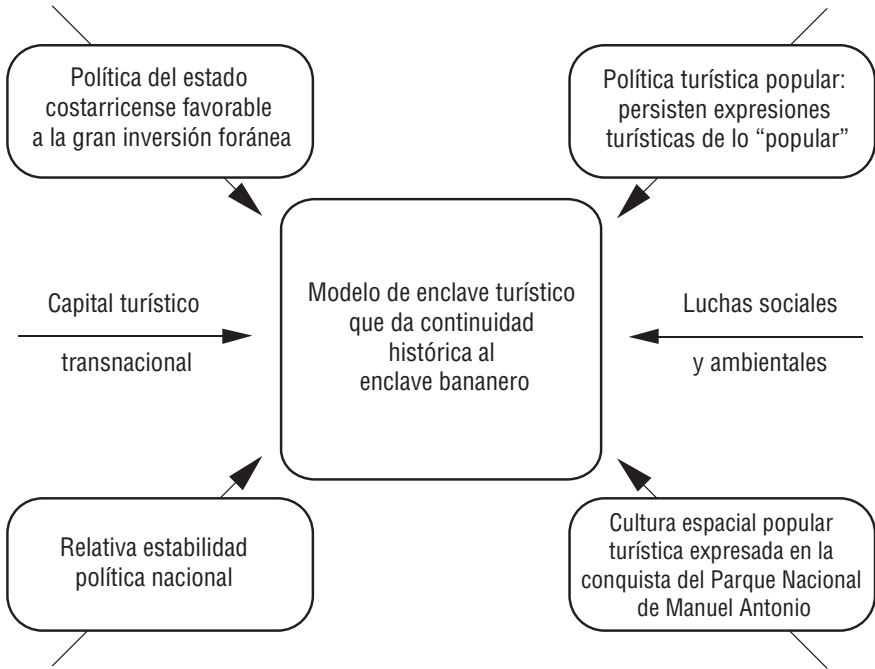 Política del estado
costarricense favorable
a la gran inversión foránea
Política turística popular:
persisten expresiones
turísticas de lo “popular”
Capital turístico
transnacional
Modelo de enclave turístico
que da continuidad
histórica al
enclave bananero
Luchas sociales
y ambientales
Relativa estabilidad
política nacional
Cultura espacial popular
turística expresada en la
conquista del Parque Nacional
de Manuel Antonio